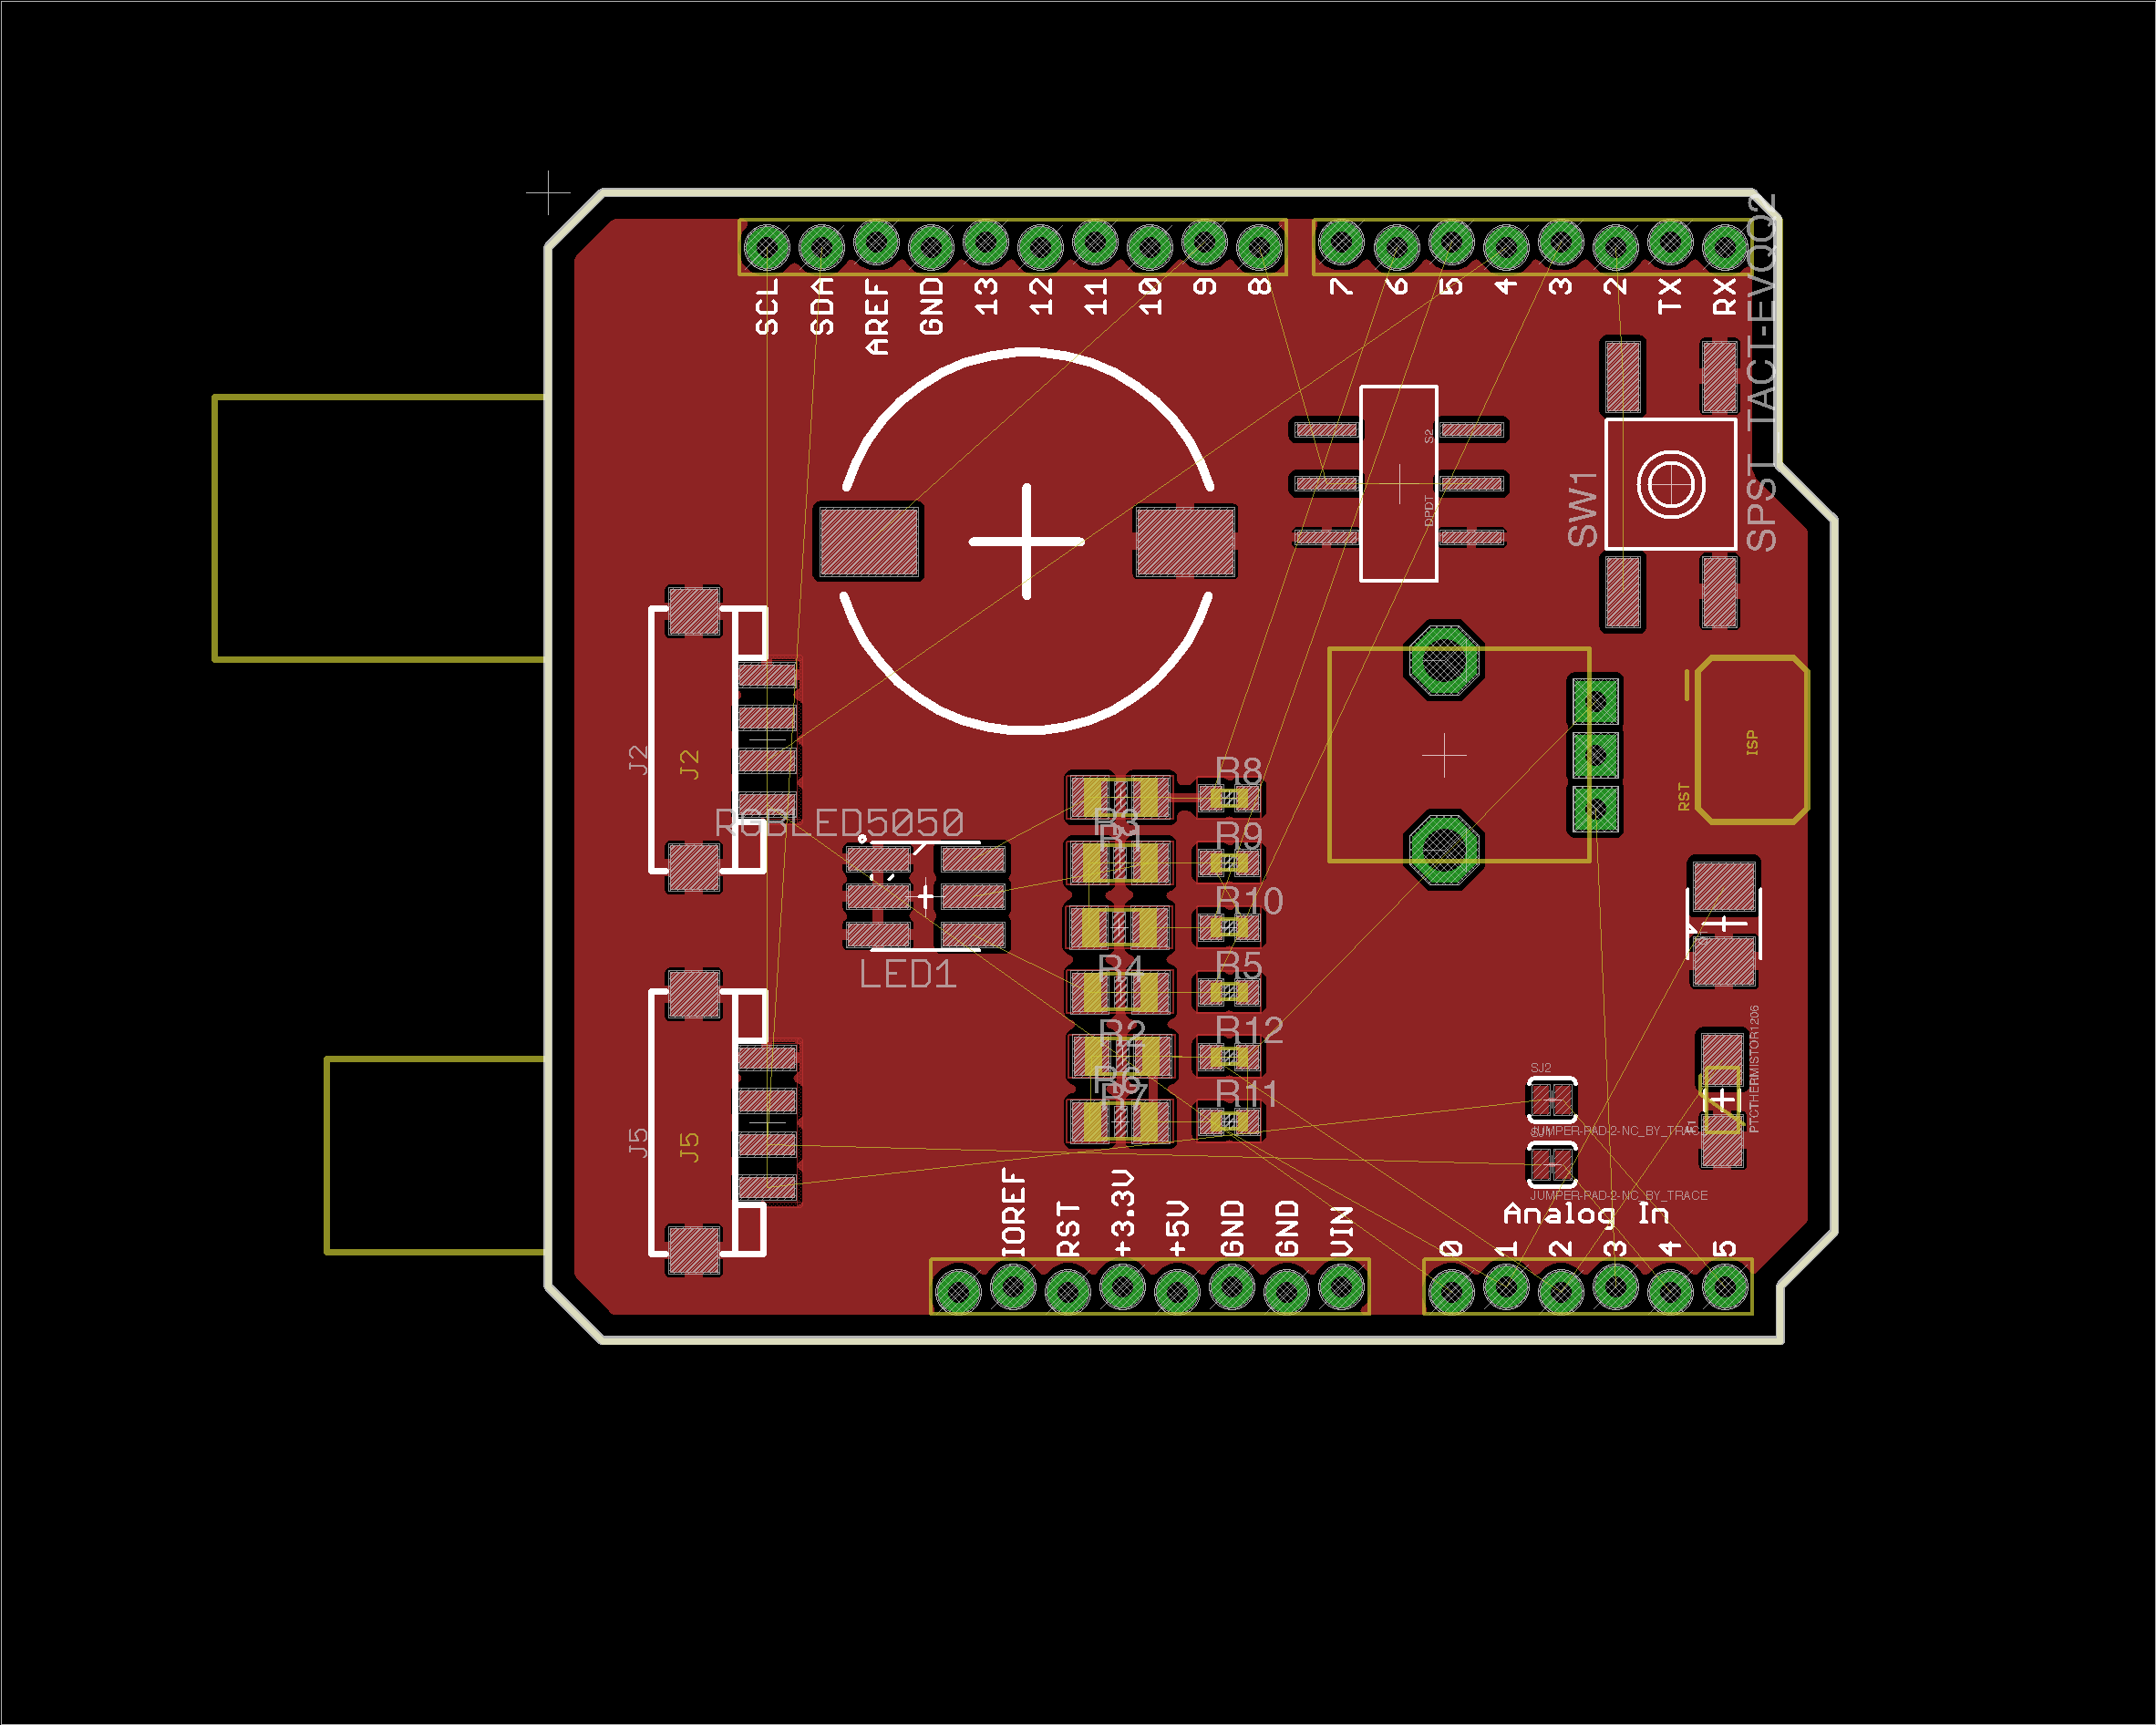 SCL
SDA
AREF
GND
13
12
11
10
9
8
7
6
5
4
3
2
TX
RX
SPST_TACT-EVQQ2
SW1
S2
DPDT
J2
J2
ISP
RST
RGBLED5050
LED1
R8
R3
R1
R9
R10
R4
R5
R2
R12
R6
R7
R11
J5
J5
PTCTHERMISTOR1206
SJ2
JUMPER-PAD-2-NC_BY_TRACE
SJ1
JUMPER-PAD-2-NC_BY_TRACE
IOREF
RST
+3.3V
+5V
GND
GND
VIN
Analog In
0
1
2
3
4
5